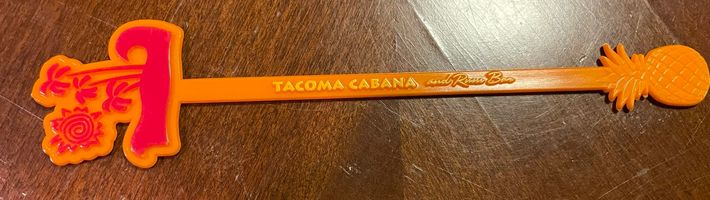 T
TACOMA CABANA and Rum Bar